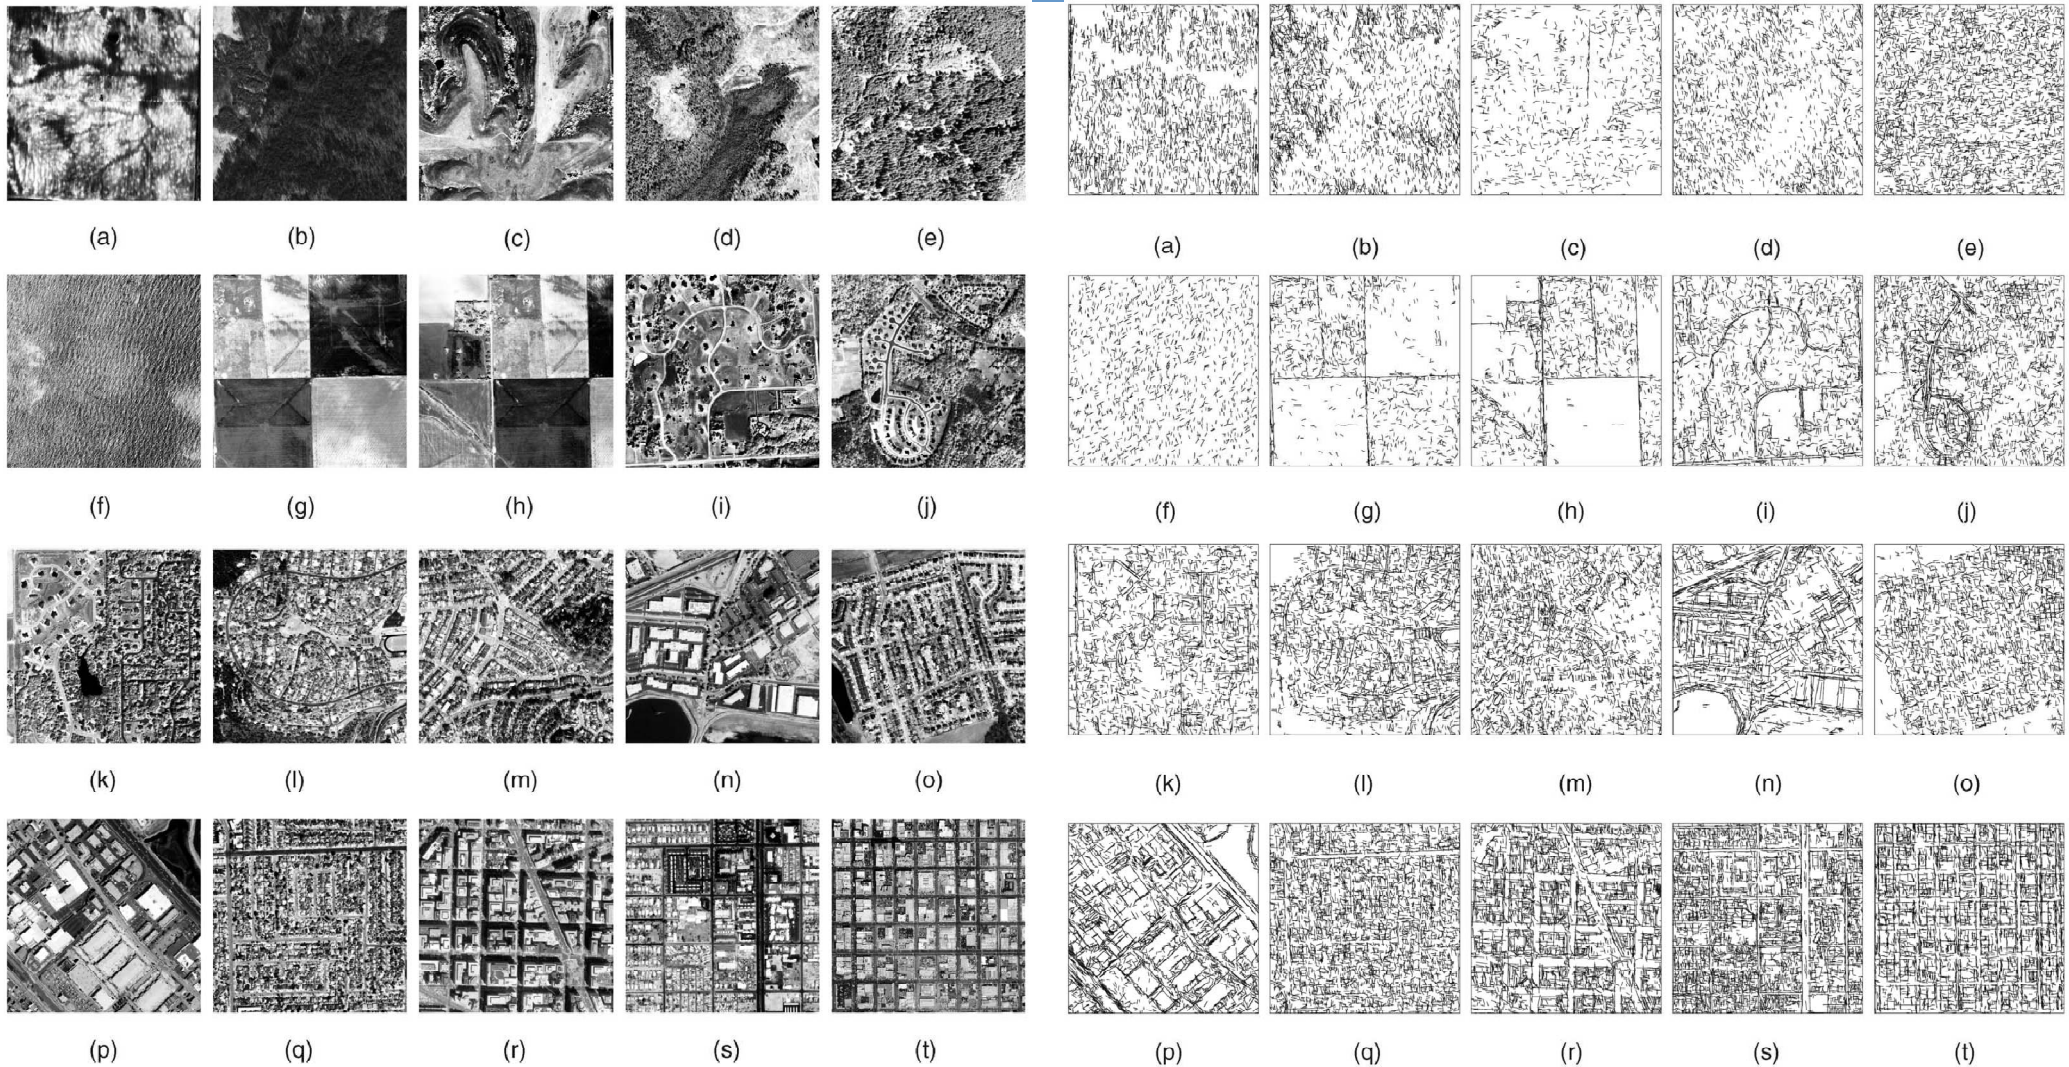 (a) (b) (c) (d) (e) (a) (b) (c) (d) (e)
(f) (g) (h) (i) (j) (f) (g) (h) (i) (j)
(k) (l) (m) (n) (o) (k) (l) (m) (n) (o)
(p) (q) (r) (s) (t) (p) (q) (r) (s) (t)